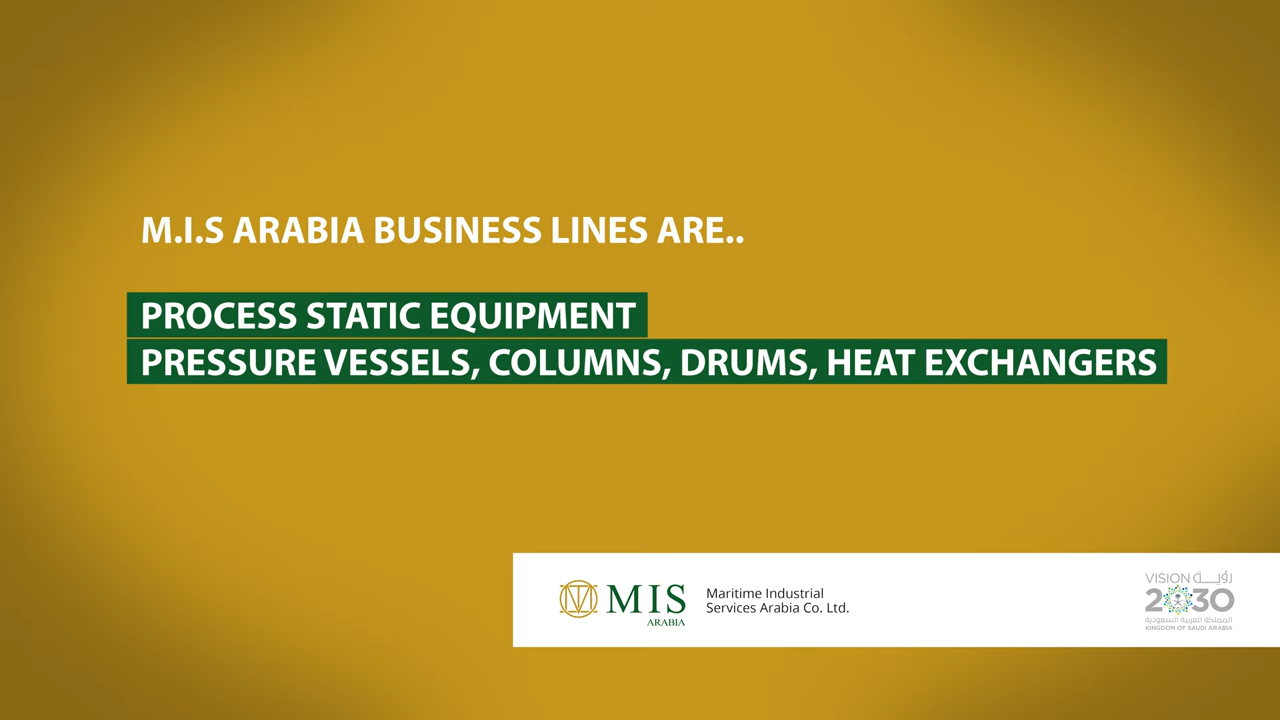 M.I.S ARABIA BUSINESS LINES ARE..
PROCESS STATIC EQUIPMENT
PRESSURE VESSELS, COLUMNS, DRUMS, HEAT EXCHANGERS
MIS
ARABIA
Maritime Industrial
Services Arabia Co. Ltd.
VISION رؤيـــة
2030
المملكة العربية السعودية
KINGDOM OF SAUDI ARABIA